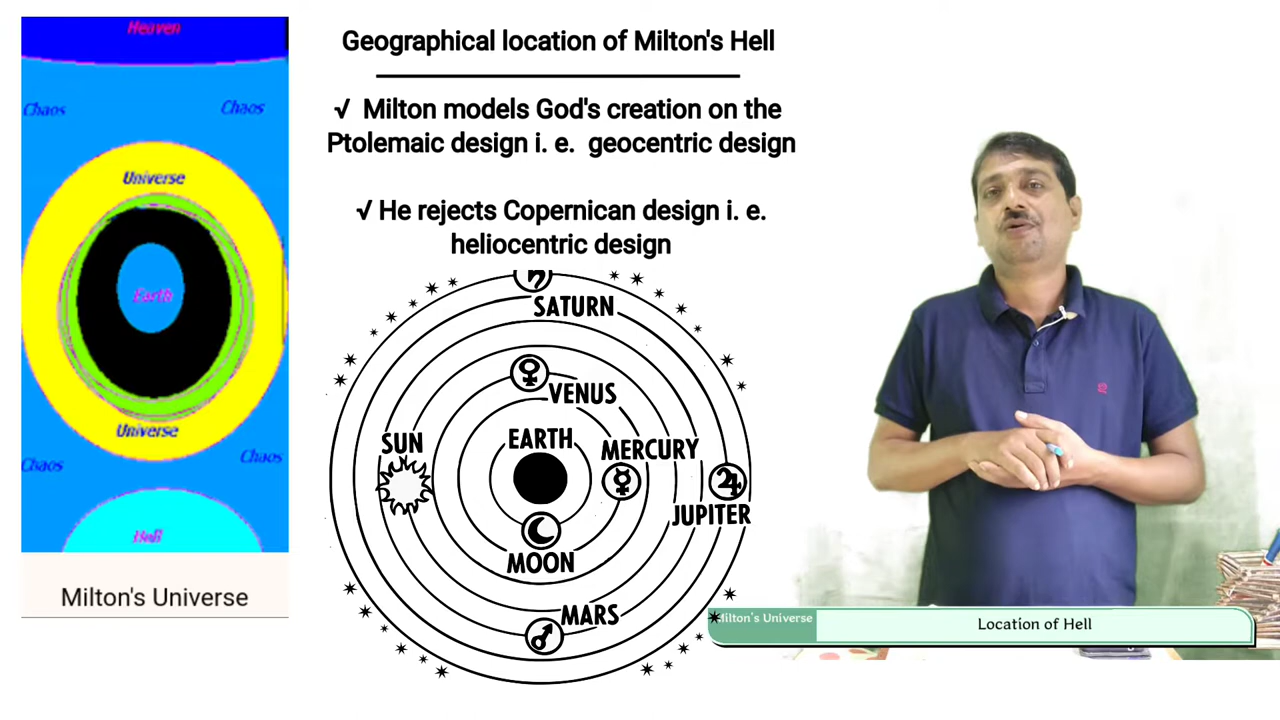 Heaven
Chaos
Chaos
Universe
Earth
Universe
Chaos
Chaos
Hell
Milton's Universe
Geographical location of Milton's Hell
√ Milton models God's creation on the
Ptolemaic design i. e. geocentric design
√ He rejects Copernican design i. e.
heliocentric design
SATURN
VENUS
SUN
EARTH
MERCURY
JUPITER
MOON
MARS
Milton's Universe
Location of Hell